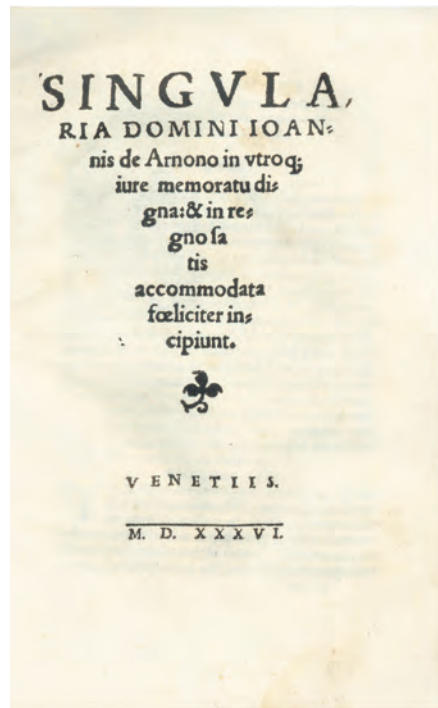 SINGVLA,
RIA DOMINI IOAN⸗
nis de Arnono in vtroq;
iure memoratu di⸗
gna:& in re⸗
gno ſa
tis
accommodata
fœliciter in⸗
cipiunt.
VENETIIS.
M. D. XXXVI.